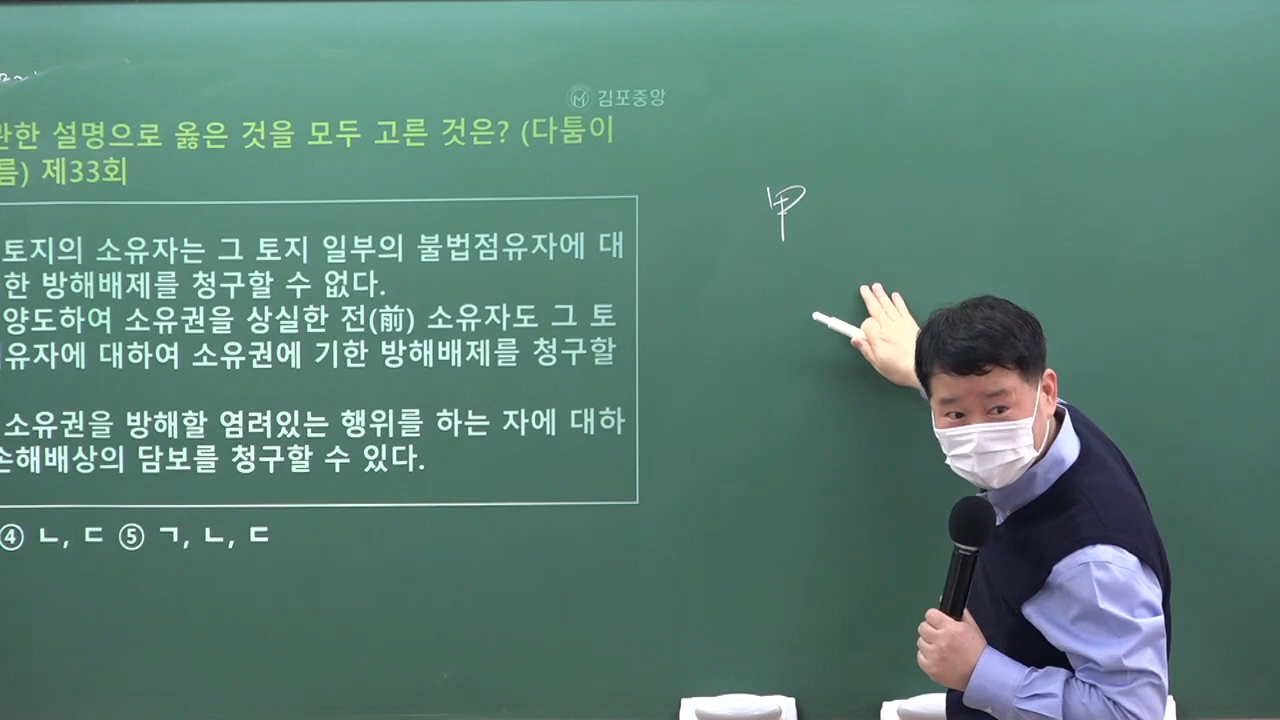 김포중앙
관한 설명으로 옳은 것을 모두 고른 것은? (다툼이
름) 제33회
토지의 소유자는 그 토지 일부의 불법점유자에 대
한 방해배제를 청구할 수 없다.
양도하여 소유권을 상실한 전(前) 소유자도 그 토
유자에 대하여 소유권에 기한 방해배제를 청구할
소유권을 방해할 염려있는 행위를 하는 자에 대하
손해배상의 담보를 청구할 수 있다.
④ ㄴ, ㄷ ⑤ ㄱ, ㄴ, ㄷ
甲